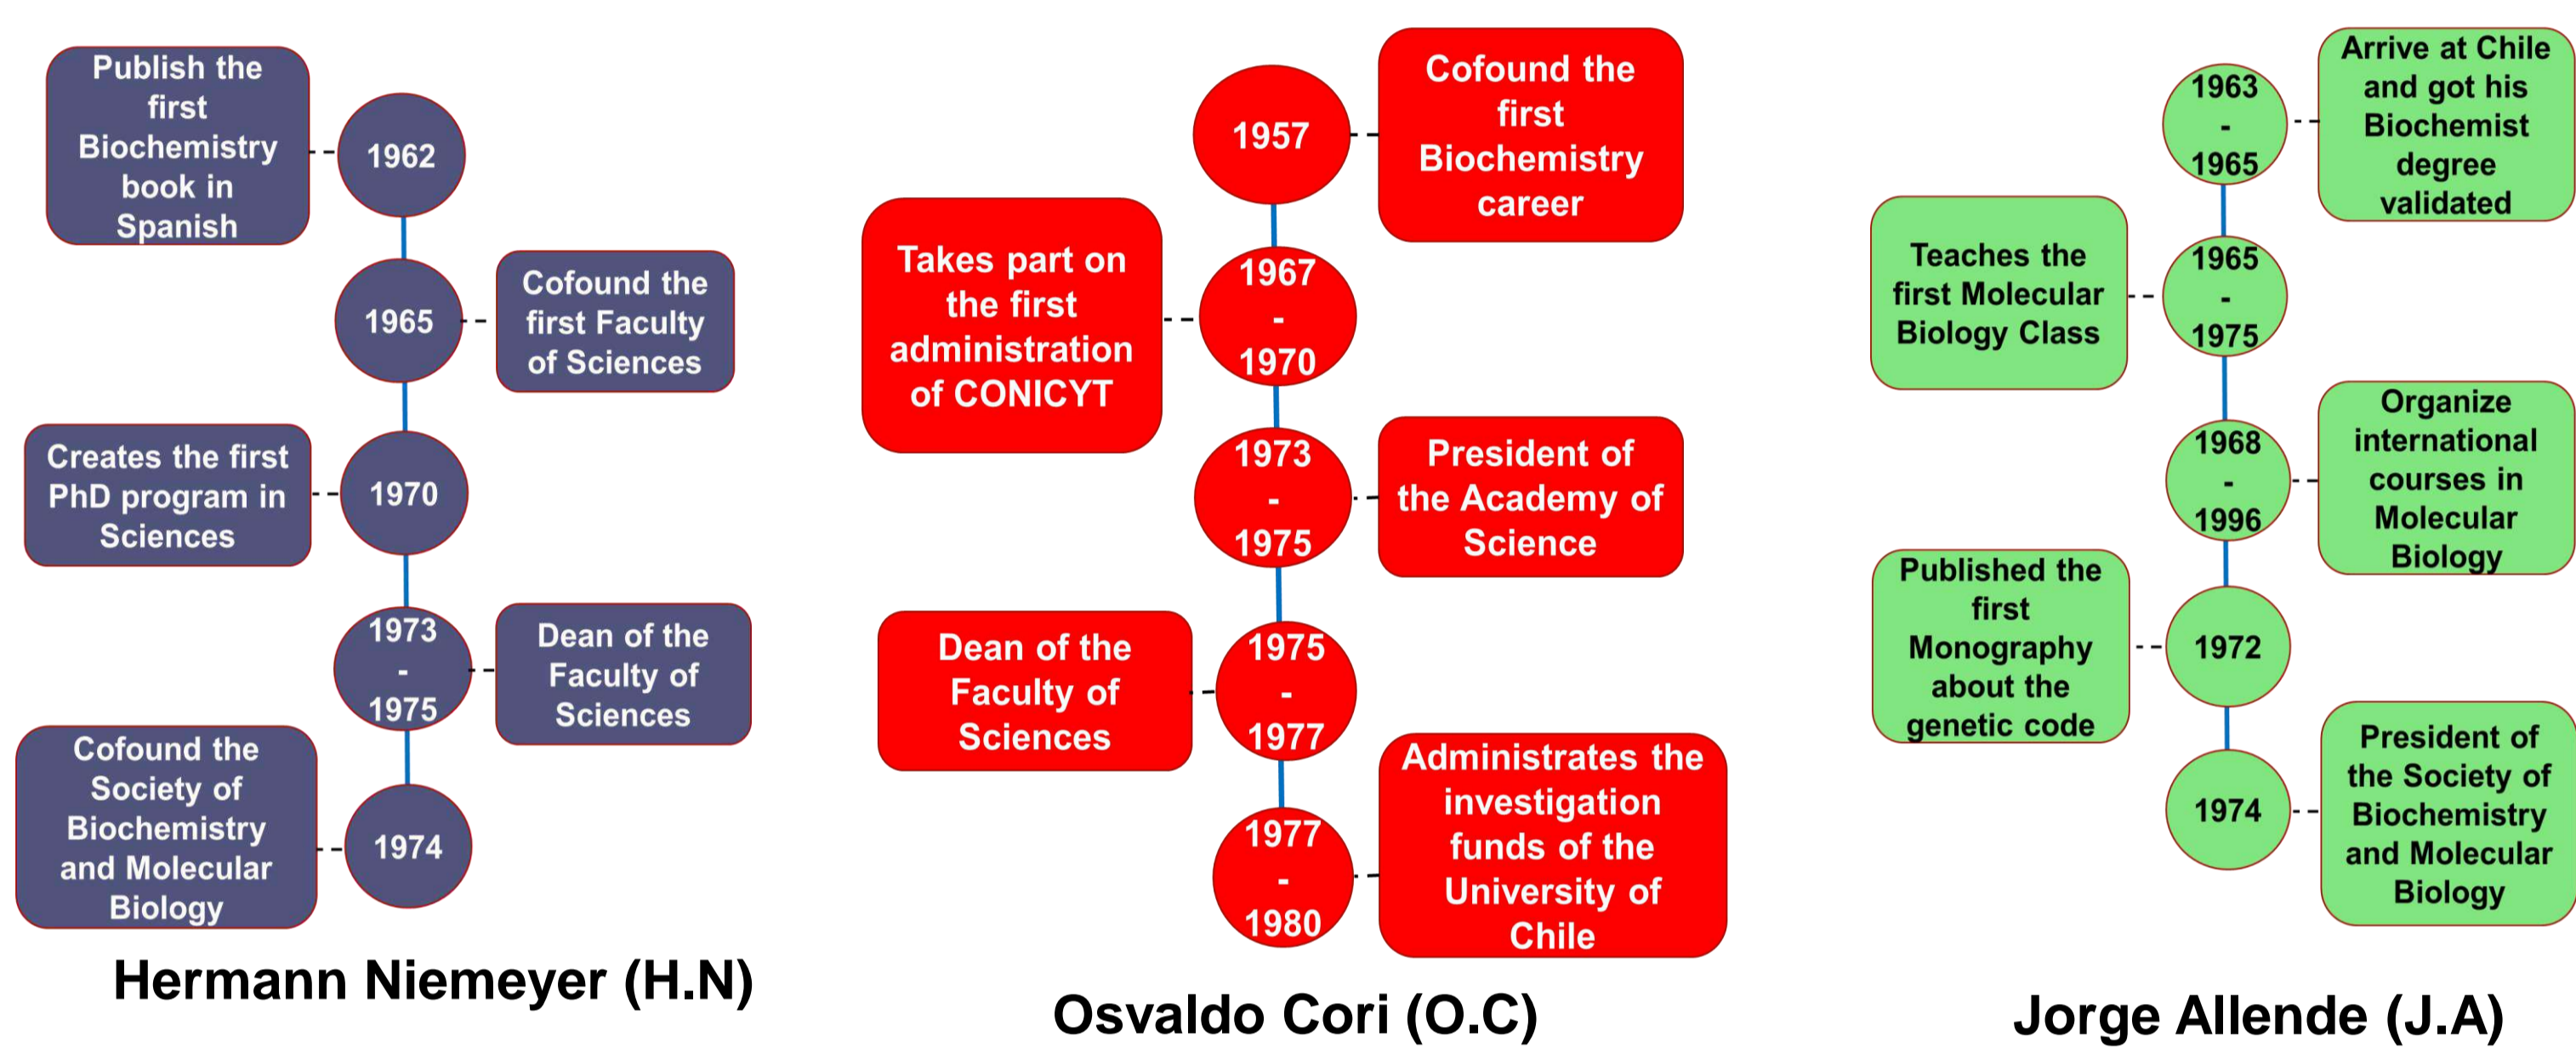 Publish the
first
Biochemistry
book in
Spanish
1962
1965
Cofound the
first Faculty
of Sciences
Creates the first
PhD program in
Sciences
1970
1973
-
1975
Dean of the
Faculty of
Sciences
Cofound the
Society of
Biochemistry
and Molecular
Biology
1974
Hermann Niemeyer (H.N)
1957
Cofound the
first
Biochemistry
career
Takes part on
the first
administration
of CONICYT
1967
-
1970
1973
-
1975
President of
the Academy of
Science
Dean of the
Faculty of
Sciences
1975
-
1977
1977
-
1980
Administrates the
investigation
funds of the
University of
Chile
Osvaldo Cori (O.C)
1963
-
1965
Arrive at Chile
and got his
Biochemist
degree
validated
Teaches the
first Molecular
Biology Class
1965
-
1975
1968
-
1996
Organize
international
courses in
Molecular
Biology
Published the
first
Monography
about the
genetic code
1972
1974
President of
the Society of
Biochemistry
and Molecular
Biology
Jorge Allende (J.A)